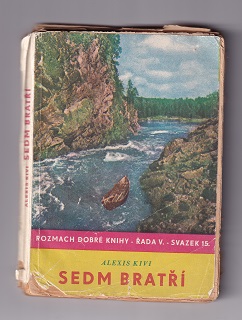 ALEXIS KIVI SEDM BRATŘÍ
ROZMACH DOBRÉ KNIHY - ŘADA V. - SVAZEK 15.
ALEXIS KIVI
SEDM BRATŘÍ